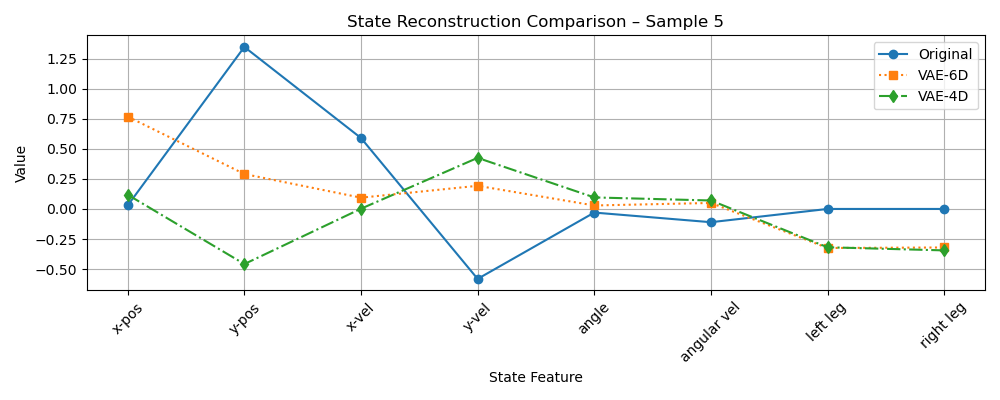 State Reconstruction Comparison – Sample 5
Original
VAE-6D
VAE-4D
Value
1.25
1.00
0.75
0.50
0.25
0.00
−0.25
−0.50
x-pos
y-pos
x-vel
y-vel
angle
angular vel
left leg
right leg
State Feature